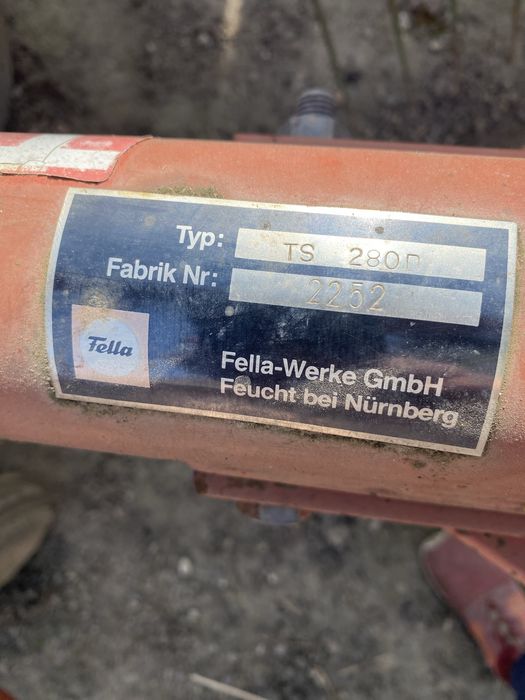 Typ: TS 280D
Fabrik Nr: 2252
Fella
Fella-Werke GmbH
Feucht bei Nürnberg